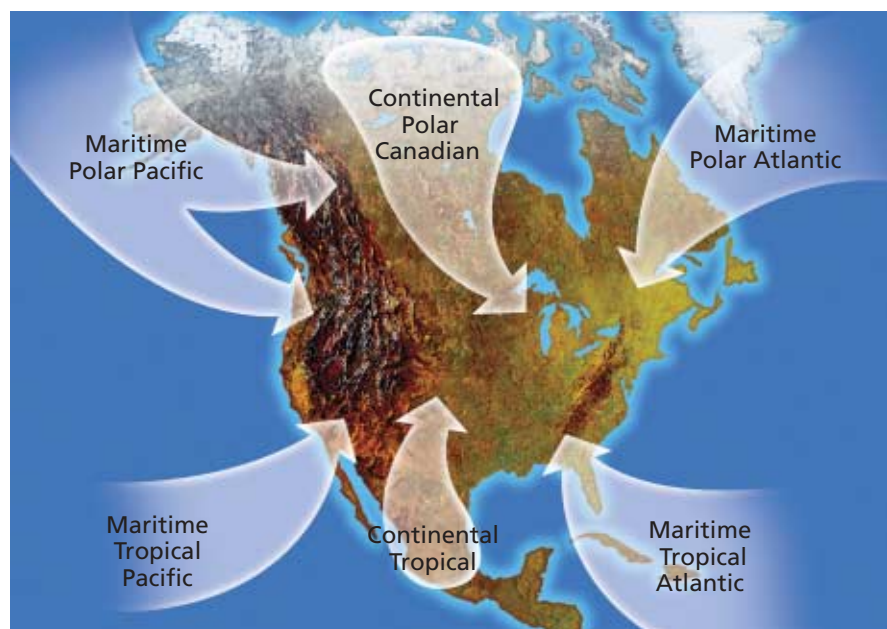 Continental
Polar
Canadian
Maritime
Polar Pacific
Maritime
Polar Atlantic
Maritime
Tropical
Pacific
Continental
Tropical
Maritime
Tropical
Atlantic